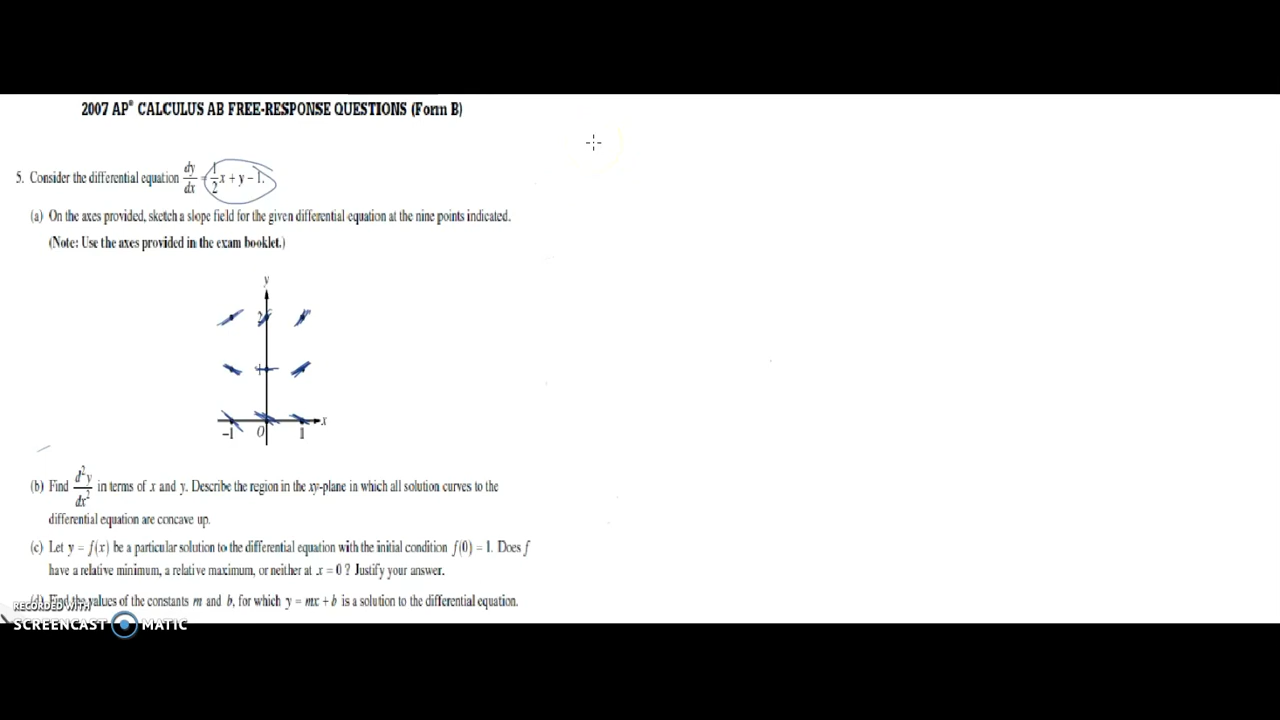 2007 AP® CALCULUS AB FREE-RESPONSE QUESTIONS (Form B)
5. Consider the differential equation dy/dx = 1/2 x + y − 1.
(a) On the axes provided, sketch a slope field for the given differential equation at the nine points indicated.
(Note: Use the axes provided in the exam booklet.)
y
2
1
−1 O 1 x
(b) Find d²y/dx² in terms of x and y. Describe the region in the xy-plane in which all solution curves to the
differential equation are concave up.
(c) Let y = f(x) be a particular solution to the differential equation with the initial condition f(0) = 1. Does f
have a relative minimum, a relative maximum, or neither at x = 0? Justify your answer.
(d) Find the values of the constants m and b, for which y = mx + b is a solution to the differential equation.
RECORDED WITH
SCREENCAST MATIC